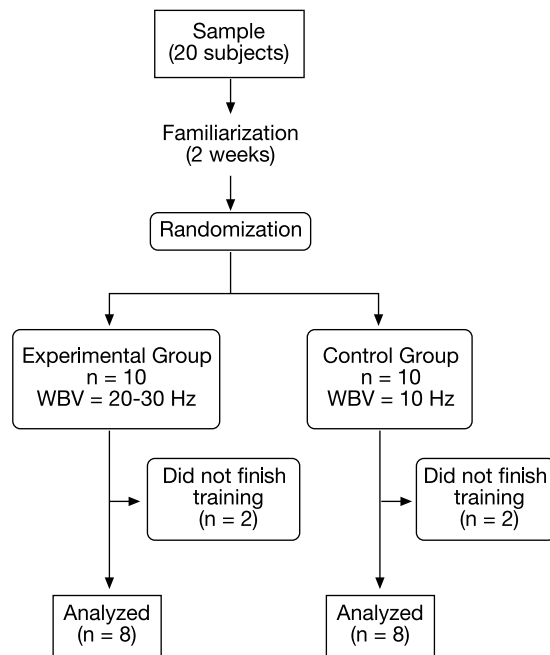 Sample
(20 subjects)
Familiarization
(2 weeks)
Randomization
Experimental Group
n = 10
WBV = 20-30 Hz
Control Group
n = 10
WBV = 10 Hz
Did not finish
training
(n = 2)
Did not finish
training
(n = 2)
Analyzed
(n = 8)
Analyzed
(n = 8)